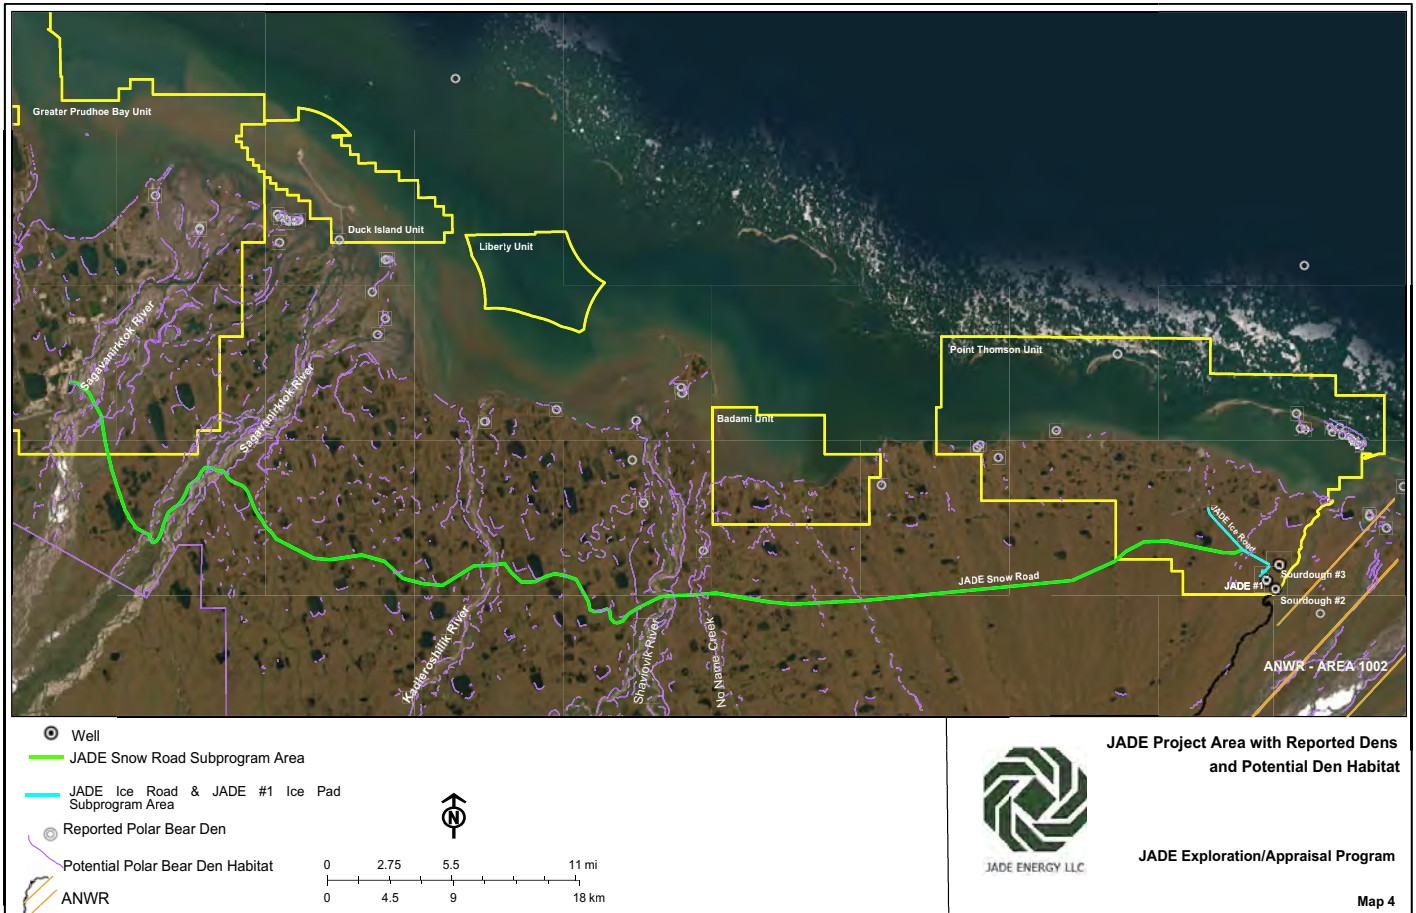 Greater Prudhoe Bay Unit
Duck Island Unit
Liberty Unit
Sagavanirktok River
Sagavanirktok River
Point Thomson Unit
Badami Unit
JADE Ice Road
JADE Snow Road
Sourdough #3
JADE #1
Sourdough #2
Kadleroshilik River
Shaviovik River
No Name Creek
ANWR - AREA 1002
Well
JADE Snow Road Subprogram Area
JADE Ice Road & JADE #1 Ice Pad
Subprogram Area
Reported Polar Bear Den
Potential Polar Bear Den Habitat
ANWR
N
0 2.75 5.5 11 mi
0 4.5 9 18 km
JADE ENERGY LLC
JADE Project Area with Reported Dens
and Potential Den Habitat
JADE Exploration/Appraisal Program
Map 4